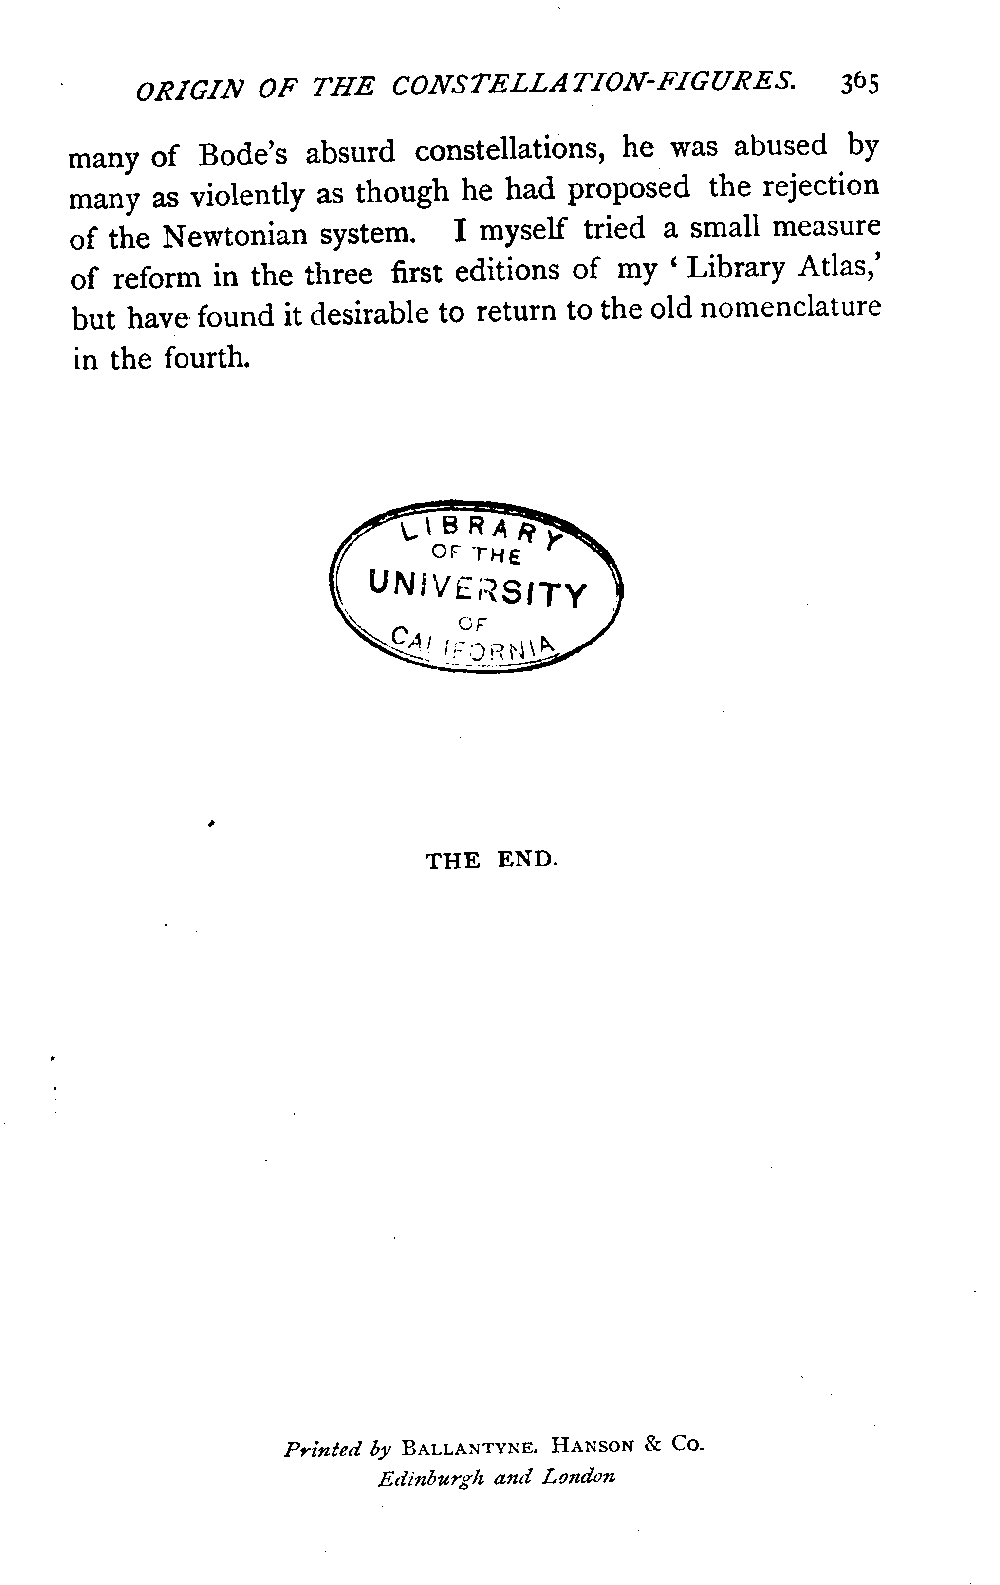 ORIGIN OF THE CONSTELLATION-FIGURES. 365
many of Bode's absurd constellations, he was abused by
many as violently as though he had proposed the rejection
of the Newtonian system. I myself tried a small measure
of reform in the three first editions of my ‘Library Atlas,’
but have found it desirable to return to the old nomenclature
in the fourth.
LIBRARY
OF THE
UNIVERSITY
OF
CALIFORNIA
THE END.
Printed by BALLANTYNE, HANSON & Co.
Edinburgh and London